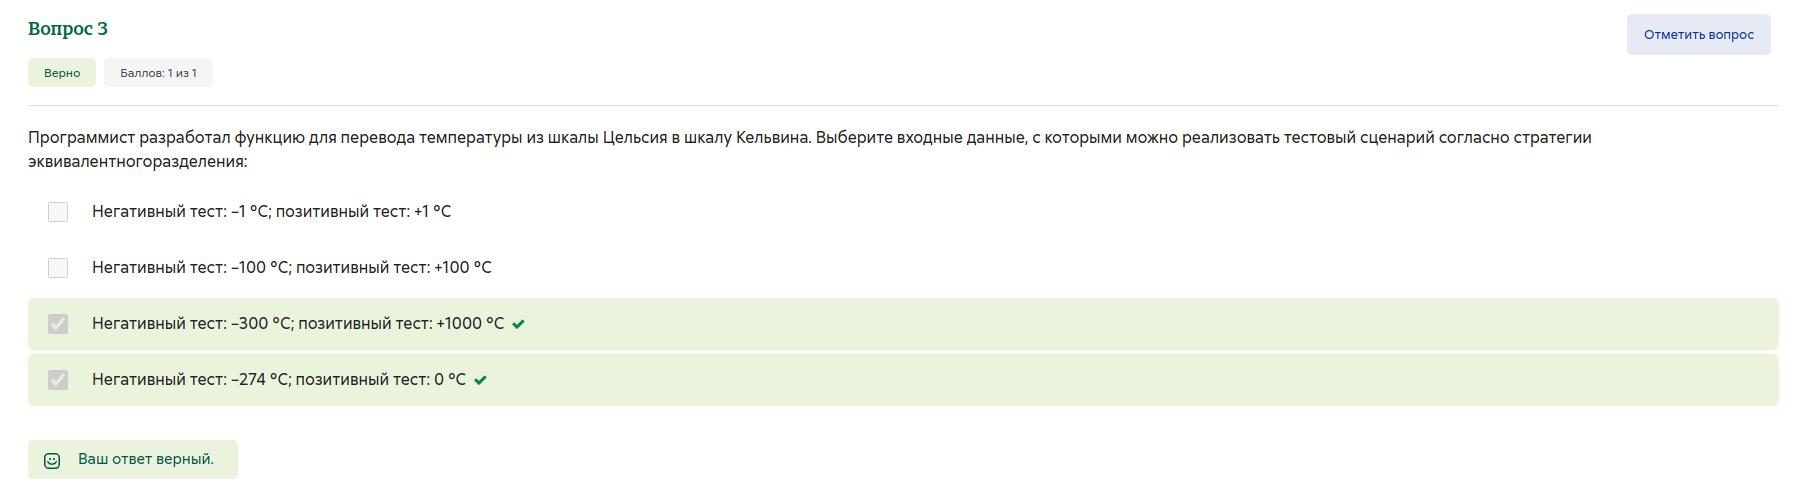 Вопрос 3
Отметить вопрос
Верно
Баллов: 1 из 1
Программист разработал функцию для перевода температуры из шкалы Цельсия в шкалу Кельвина. Выберите входные данные, с которыми можно реализовать тестовый сценарий согласно стратегии
эквивалентногоразделения:
Негативный тест: –1 °C; позитивный тест: +1 °C
Негативный тест: –100 °C; позитивный тест: +100 °C
Негативный тест: –300 °C; позитивный тест: +1000 °C
Негативный тест: –274 °C; позитивный тест: 0 °C
Ваш ответ верный.